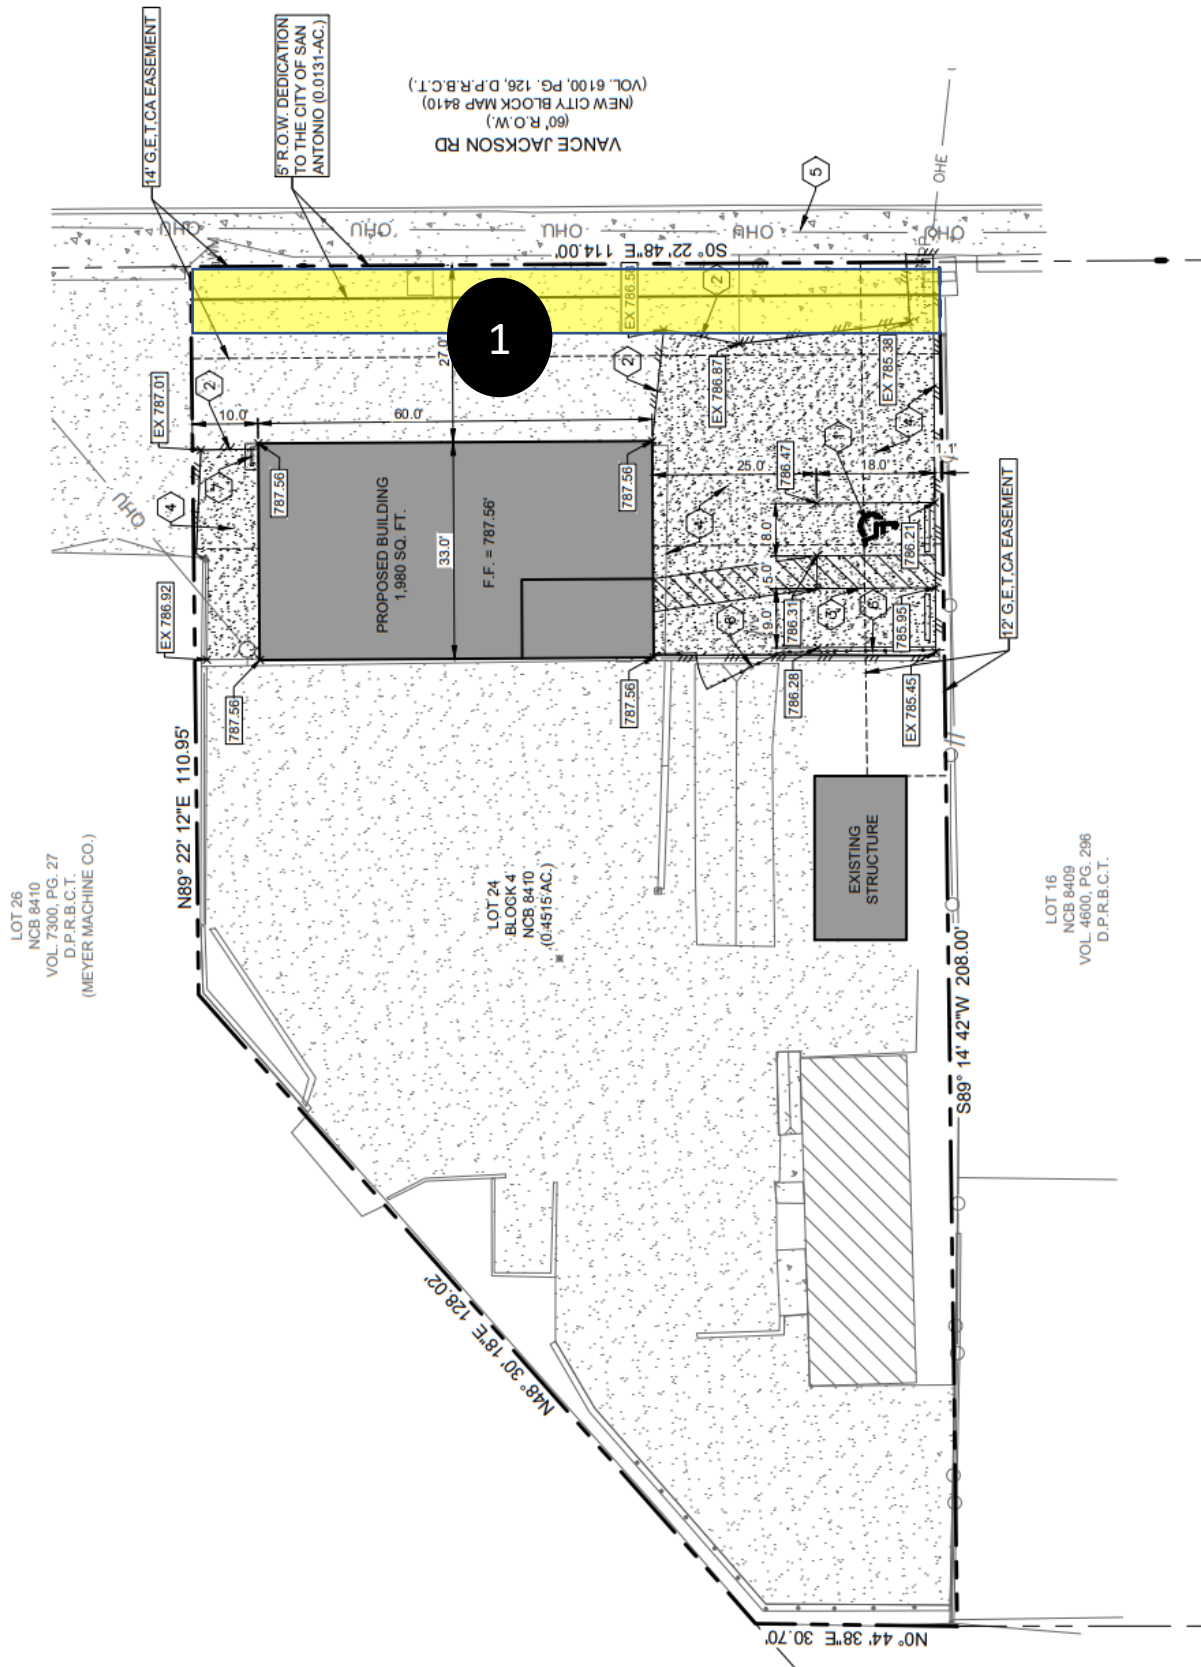 14' G,E,T,CA EASEMENT
5' R.O.W. DEDICATION
TO THE CITY OF SAN
ANTONIO (0.0131-AC.)
VANCE JACKSON RD
(60' R.O.W.)
(NEW CITY BLOCK MAP 8410)
(VOL. 6100, PG. 126, D.P.R.B.C.T.)
5
OHE
OHU
OHU
OHU
OHU
OHU
S0° 22' 48"E 114.00'
1
EX 786.58
2
27.0'
2
EX 786.87
EX 785.38
EX 787.01
2
10.0'
60.0'
4
1
1.1'
25.0'
786.47
18.0'
787.56
787.56
4
OHU
4
8.0'
786.21
PROPOSED BUILDING
1,980 SQ. FT.
33.0'
F.F. = 787.56'
5.0'
9.0'
786.31
3
6
785.95
EX 786.92
12' G,E,T,CA EASEMENT
787.56
787.56
786.28
EX 785.45
N89° 22' 12"E 110.95'
LOT 26
NCB 8410
VOL. 7300, PG. 27
D.P.R.B.C.T.
(MEYER MACHINE CO.)
LOT 24
BLOCK 4
NCB 8410
(0.4515 AC.)
EXISTING
STRUCTURE
LOT 16
NCB 8409
VOL. 4600, PG. 296
D.P.R.B.C.T.
S89° 14' 42"W 208.00'
N48° 30' 18"E 128.02'
N0° 44' 38"E 30.70'